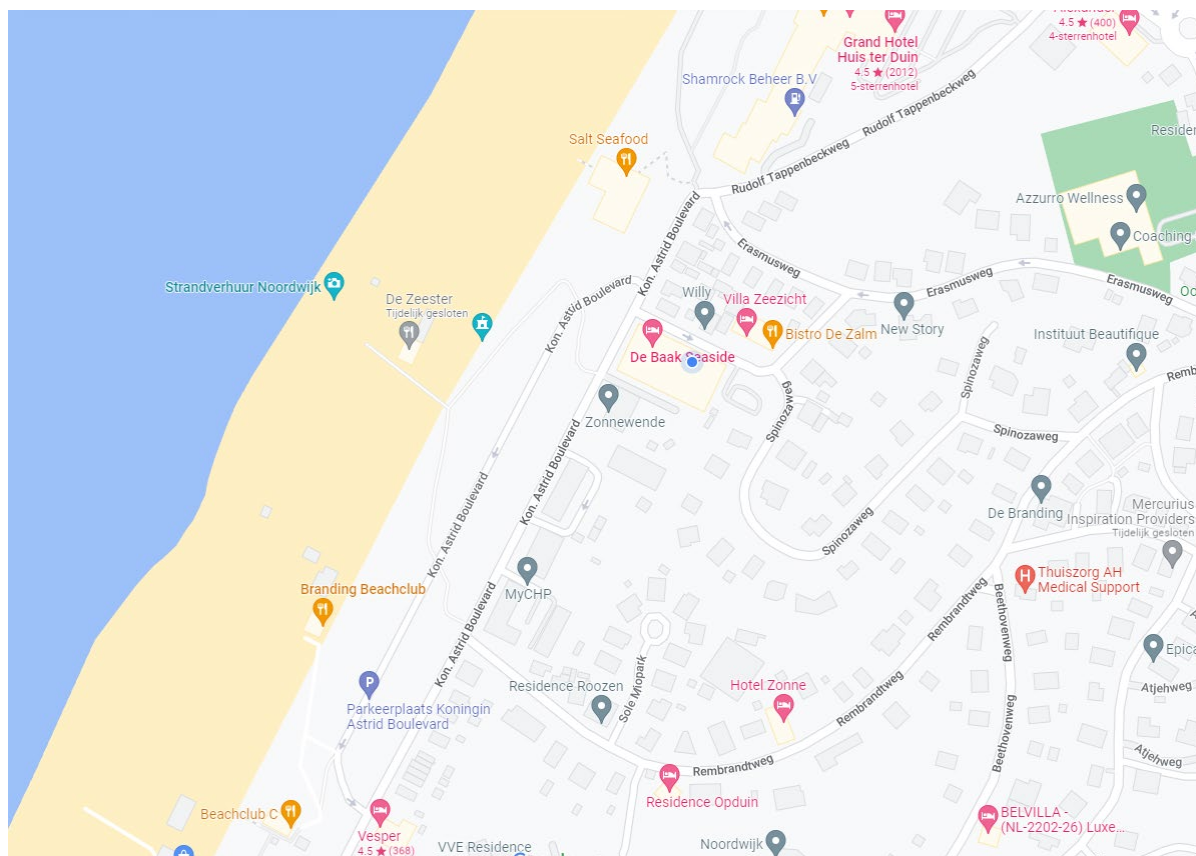 Alexander
4.5 ★ (400)
4-sterrenhotel
Grand Hotel
Huis ter Duin
4.5 ★ (2012)
5-sterrenhotel
Shamrock Beheer B.V
Rudolf Tappenbeckweg
Rudolf Tappenbeckweg
Salt Seafood
Residen
Azzurro Wellness
Coaching
Kon. Astrid Boulevard
Erasmusweg
Erasmusweg
Erasmusweg
Strandverhuur Noordwijk
De Zeester
Tijdelijk gesloten
Kon. Astrid Boulevard
Willy
Villa Zeezicht
Bistro De Zalm
New Story
Instituut Beautifique
De Baak Seaside
Remb
Spinozaweg
Spinozaweg
Spinozaweg
Spinozaweg
Zonnewende
Kon. Astrid Boulevard
Kon. Astrid Boulevard
De Branding
Mercurius
Inspiration Providers
Tijdelijk gesloten
MyCHP
Thuiszorg AH
Medical Support
Branding Beachclub
Kon. Astrid Boulevard
Rembrandtweg
Beethovenweg
Epica
Atjehweg
Residence Roozen
Sole Miopark
Hotel Zonne
P
Parkeerplaats Koningin
Astrid Boulevard
Rembrandtweg
Rembrandtweg
Beethovenweg
Atjehweg
Residence Opduin
Beachclub C
Vesper
4.5 ★ (368)
VVE Residence
Noordwijk
BELVILLA -
(NL-2202-26) Luxe...